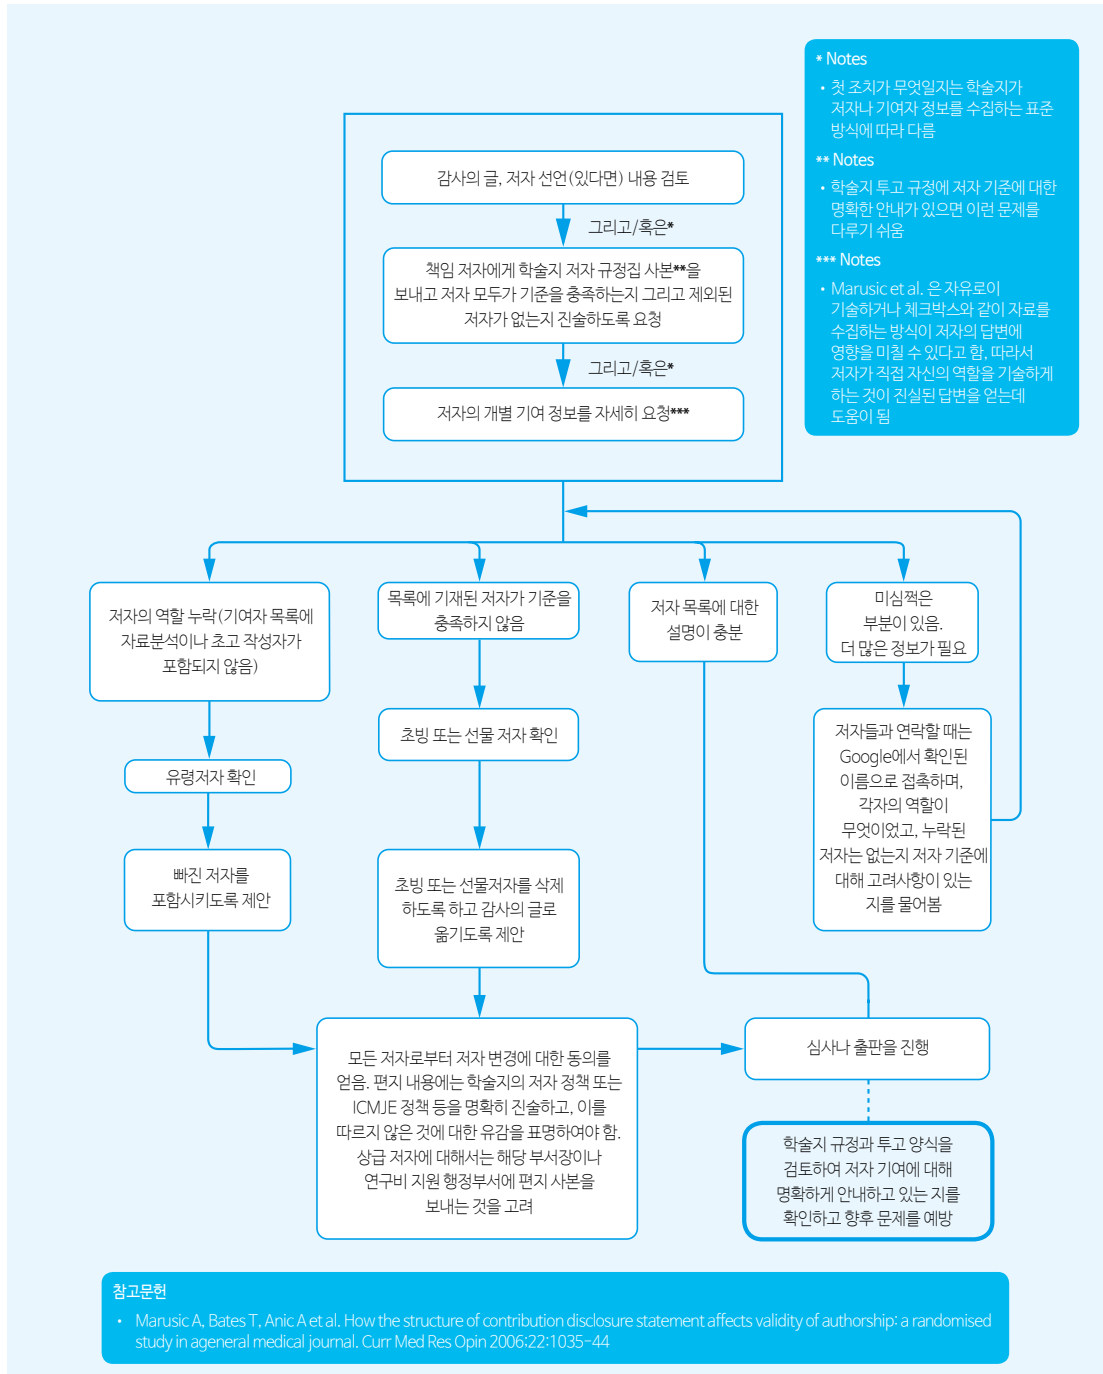 * Notes
• 첫 조치가 무엇일지는 학술지가
저자나 기여자 정보를 수집하는 표준
방식에 따라 다름
** Notes
• 학술지 투고 규정에 저자 기준에 대한
명확한 안내가 있으면 이런 문제를
다루기 쉬움
*** Notes
• Marusic et al. 은 자유로이
기술하거나 체크박스와 같이 자료를
수집하는 방식이 저자의 답변에
영향을 미칠 수 있다고 함, 따라서
저자가 직접 자신의 역할을 기술하게
하는 것이 진실된 답변을 얻는데
도움이 됨
감사의 글, 저자 선언(있다면) 내용 검토
그리고/혹은*
책임 저자에게 학술지 저자 규정집 사본**을
보내고 저자 모두가 기준을 충족하는지 그리고 제외된
저자가 없는지 진술하도록 요청
그리고/혹은*
저자의 개별 기여 정보를 자세히 요청***
저자의 역할 누락(기여자 목록에
자료분석이나 초고 작성자가
포함되지 않음)
유령저자 확인
빠진 저자를
포함시키도록 제안
목록에 기재된 저자가 기준을
충족하지 않음
초빙 또는 선물 저자 확인
초빙 또는 선물저자를 삭제
하도록 하고 감사의 글로
옮기도록 제안
저자 목록에 대한
설명이 충분
미심쩍은
부분이 있음.
더 많은 정보가 필요
저자들과 연락할 때는
Google에서 확인된
이름으로 접촉하며,
각자의 역할이
무엇이었고, 누락된
저자는 없는지 저자 기준에
대해 고려사항이 있는
지를 물어봄
모든 저자로부터 저자 변경에 대한 동의를
얻음. 편지 내용에는 학술지의 저자 정책 또는
ICMJE 정책 등을 명확히 진술하고, 이를
따르지 않은 것에 대한 유감을 표명하여야 함.
상급 저자에 대해서는 해당 부서장이나
연구비 지원 행정부서에 편지 사본을
보내는 것을 고려
심사나 출판을 진행
학술지 규정과 투고 양식을
검토하여 저자 기여에 대해
명확하게 안내하고 있는 지를
확인하고 향후 문제를 예방
참고문헌
• Marusic A, Bates T, Anic A et al. How the structure of contribution disclosure statement affects validity of authorship: a randomised
study in ageneral medical journal. Curr Med Res Opin 2006;22:1035-44